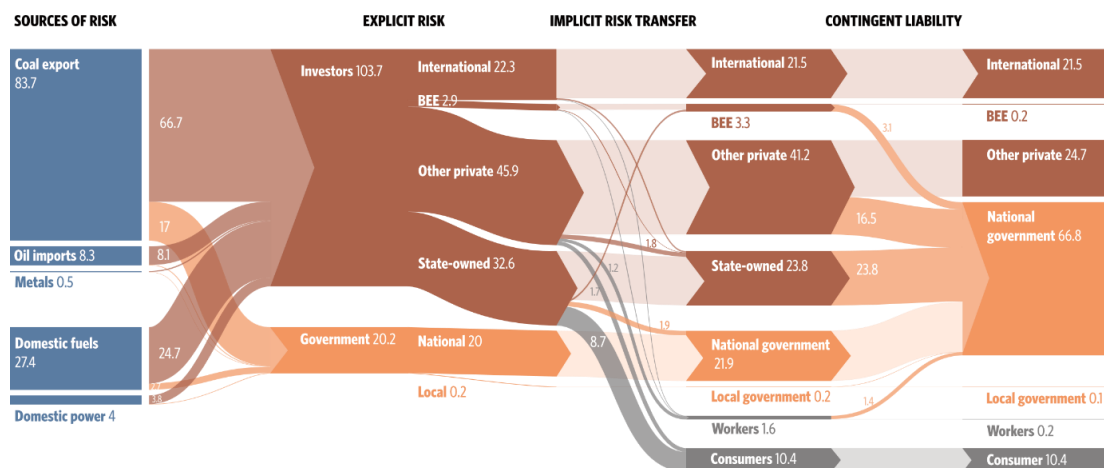 SOURCES OF RISK
EXPLICIT RISK
IMPLICIT RISK TRANSFER
CONTINGENT LIABILITY
Coal export
83.7
Oil imports 8.3
Metals 0.5
Domestic fuels
27.4
Domestic power 4
66.7
17
8.1
24.7
2.7
3.8
Investors 103.7
Government 20.2
International 22.3
BEE 2.9
Other private 45.9
State-owned 32.6
National 20
Local 0.2
1.8
1.2
1.7
1.9
8.7
International 21.5
BEE 3.3
Other private 41.2
State-owned 23.8
National government
21.9
Local government 0.2
Workers 1.6
Consumers 10.4
16.5
23.8
1.4
International 21.5
BEE 0.2
Other private 24.7
National
government 66.8
Local government 0.1
Workers 0.2
Consumer 10.4